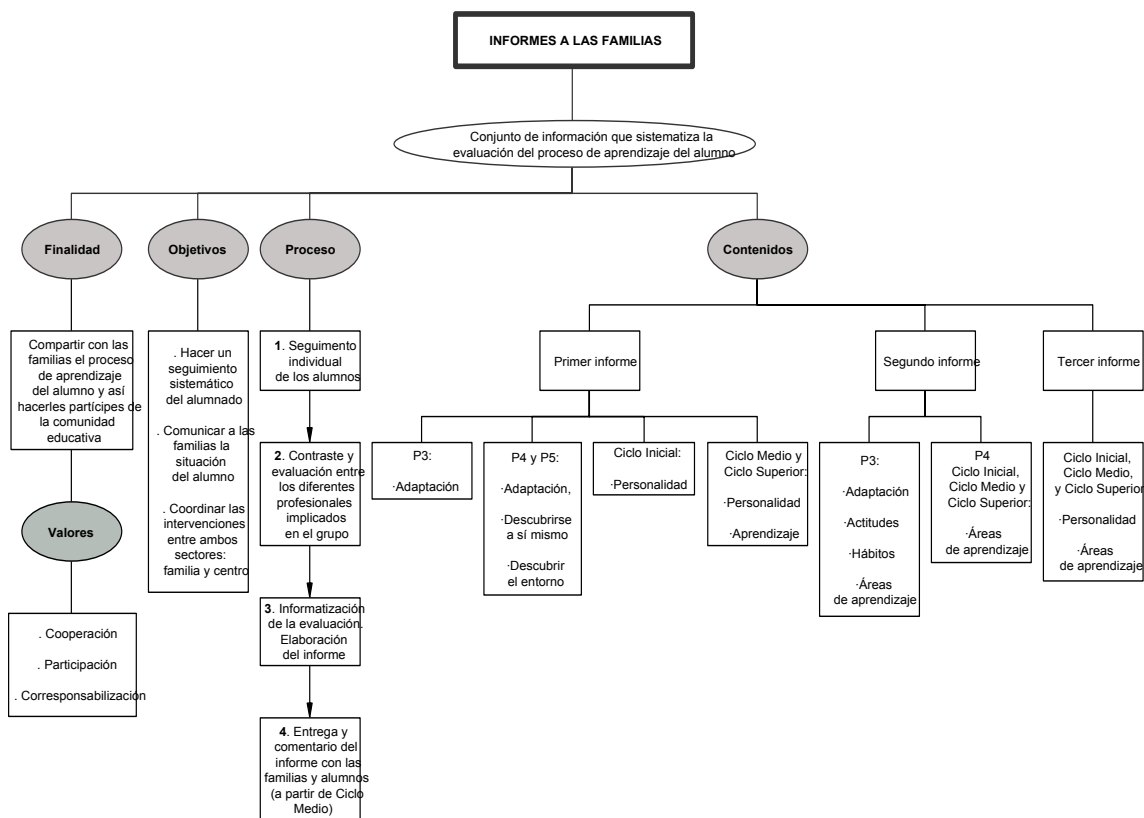 INFORMES A LAS FAMILIAS
Conjunto de información que sistematiza la
evaluación del proceso de aprendizaje del alumno
Finalidad
Objetivos
Proceso
Contenidos
Compartir con las
familias el proceso
de aprendizaje
del alumno y así
hacerles partícipes de
la comunidad
educativa
Valores
. Cooperación
. Participación
. Corresponsabilización
. Hacer un
seguimiento
sistemático
del alumnado
. Comunicar a las
familias la
situación
del alumno
. Coordinar las
intervenciones
entre ambos
sectores:
familia y centro
1. Seguimento
individual
de los alumnos
2. Contraste y
evaluación entre
los diferentes
profesionales
implicados
en el grupo
3. Informatización
de la evaluación.
Elaboración
del informe
4. Entrega y
comentario del
informe con las
familias y alumnos
(a partir de Ciclo
Medio)
Primer informe
P3:
·Adaptación
P4 y P5:
·Adaptación,
·Descubrirse
a sí mismo
·Descubrir
el entorno
Ciclo Inicial:
·Personalidad
Ciclo Medio y
Ciclo Superior:
·Personalidad
·Aprendizaje
Segundo informe
P3:
·Adaptación
·Actitudes
·Hábitos
·Áreas
de aprendizaje
P4
Ciclo Inicial,
Ciclo Medio y
Ciclo Superior:
·Áreas
de aprendizaje
Tercer informe
Ciclo Inicial,
Ciclo Medio,
y Ciclo Superior
·Personalidad
·Áreas
de aprendizaje